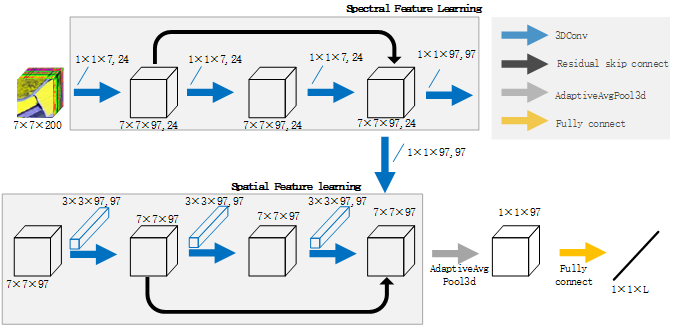 Spectral Feature Learning
1×1×7, 24
1×1×7, 24
1×1×7, 24
1×1×97, 97
7×7×200
7×7×97, 24
7×7×97, 24
7×7×97, 24
3DConv
Residual skip connect
AdaptiveAvgPool3d
Fully connect
1×1×97, 97
Spatial Feature learning
3×3×97, 97
7×7×97
3×3×97, 97
7×7×97
3×3×97, 97
7×7×97
7×7×97
AdaptiveAvg
Pool3d
1×1×97
Fully
connect
1×1×L